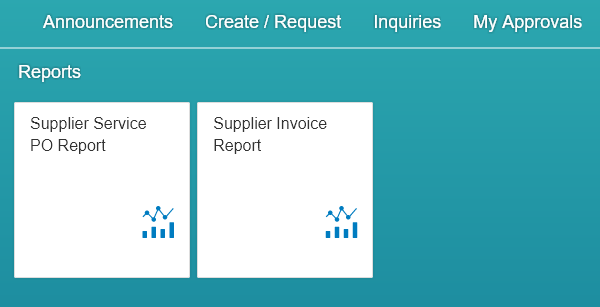 Announcements Create / Request Inquiries My Approvals
Reports
Supplier Service
PO Report
Supplier Invoice
Report